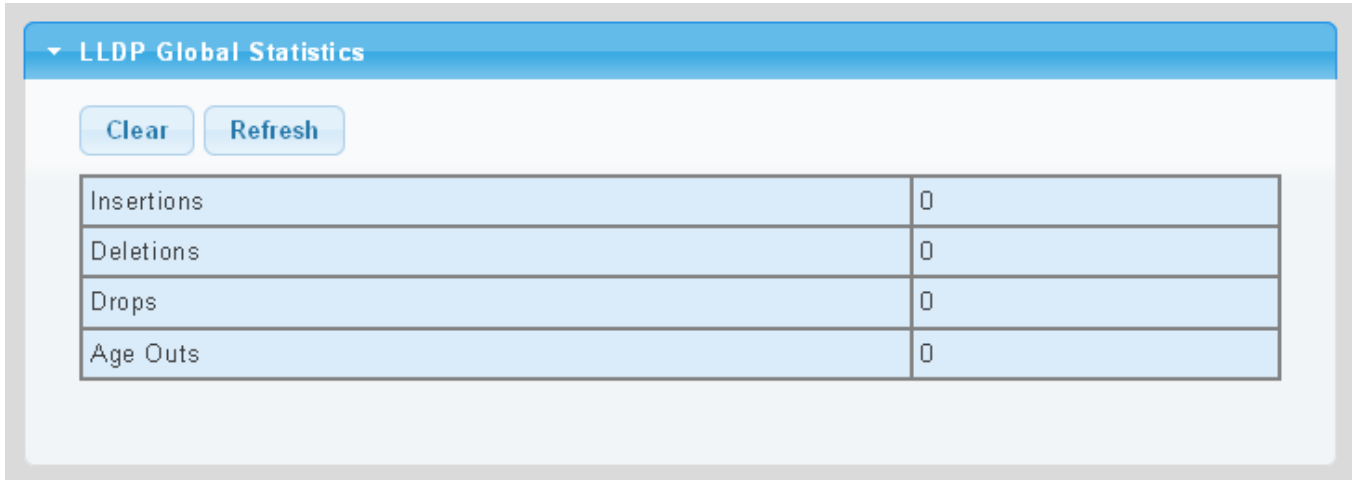 LLDP Global Statistics
Clear Refresh
Insertions 0
Deletions 0
Drops 0
Age Outs 0